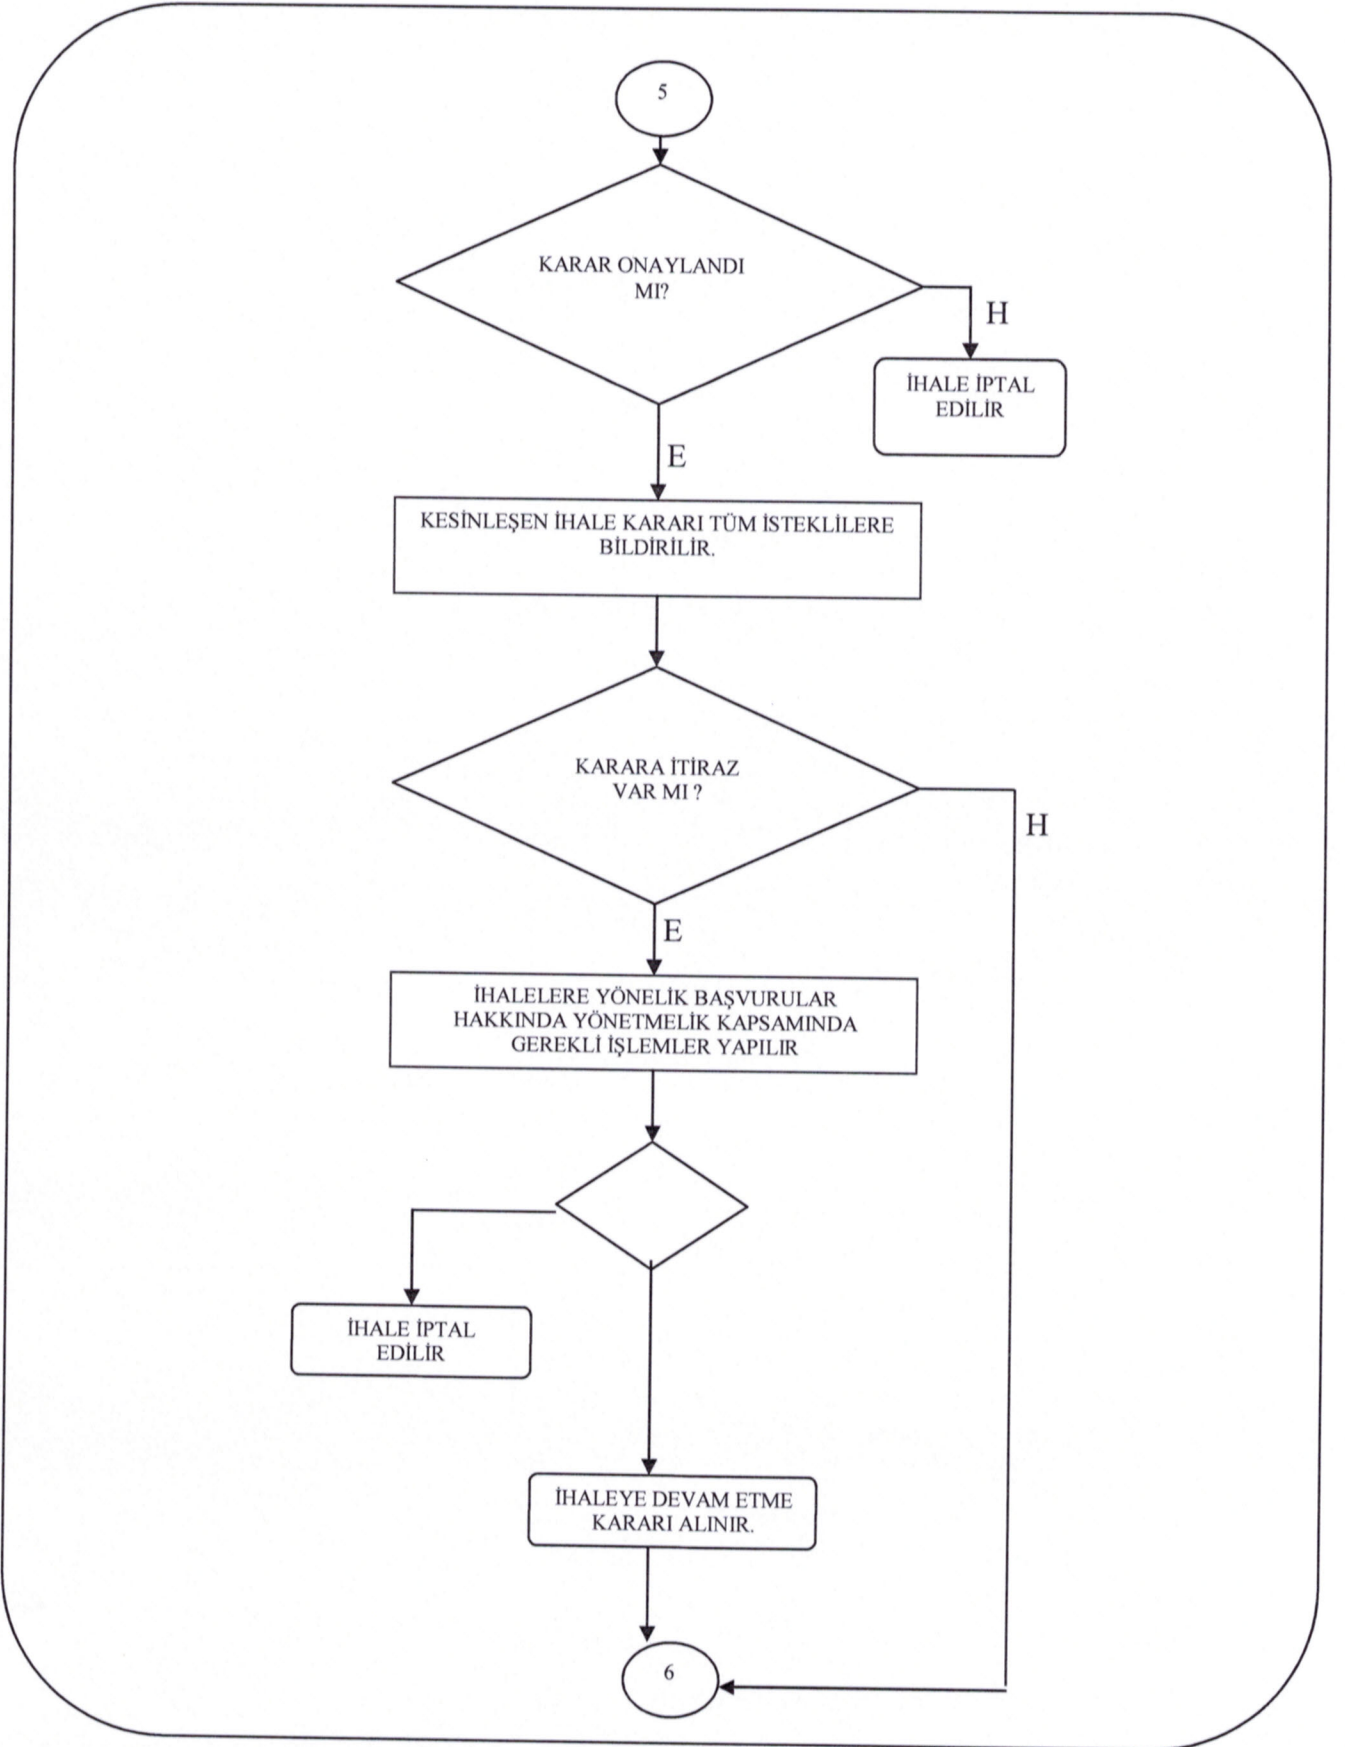 5
KARAR ONAYLANDI
MI?
H
İHALE İPTAL
EDİLİR
E
KESİNLEŞEN İHALE KARARI TÜM İSTEKLİLERE
BİLDİRİLİR.
KARARA İTİRAZ
VAR MI ?
H
E
İHALELERE YÖNELİK BAŞVURULAR
HAKKINDA YÖNETMELİK KAPSAMINDA
GEREKLİ İŞLEMLER YAPILIR
İHALE İPTAL
EDİLİR
İHALEYE DEVAM ETME
KARARI ALINIR.
6